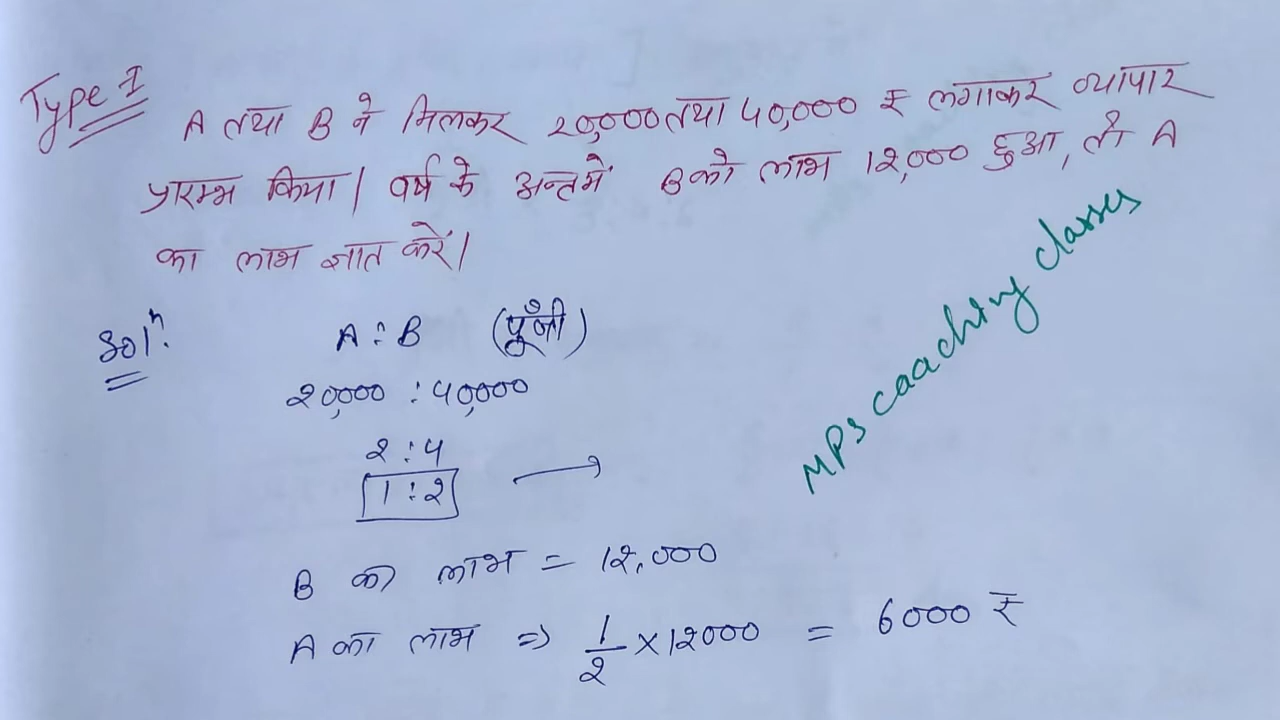 Type I
A तथा B ने मिलकर 20,000 तथा 40,000 ₹ लगाकर व्यापार
प्रारम्भ किया। वर्ष के अन्त में B को लाभ 12,000 हुआ, तो A
का लाभ ज्ञात करें।
Solⁿ:
A : B (पूँजी)
20,000 : 40,000
2 : 4
1 : 2 →
B का लाभ = 12,000
A का लाभ ⇒ 1/2 × 12000 = 6000 ₹
MPS caaching classes